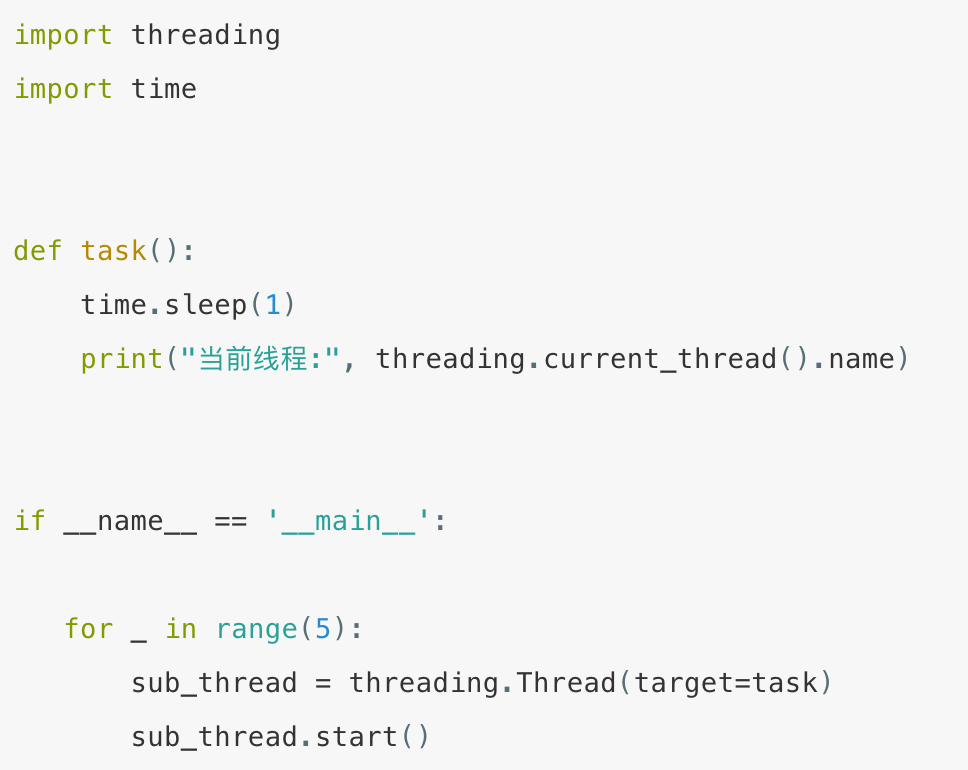 import threading
import time
def task():
    time.sleep(1)
    print("当前线程:", threading.current_thread().name)
if __name__ == '__main__':
   for _ in range(5):
       sub_thread = threading.Thread(target=task)
       sub_thread.start()